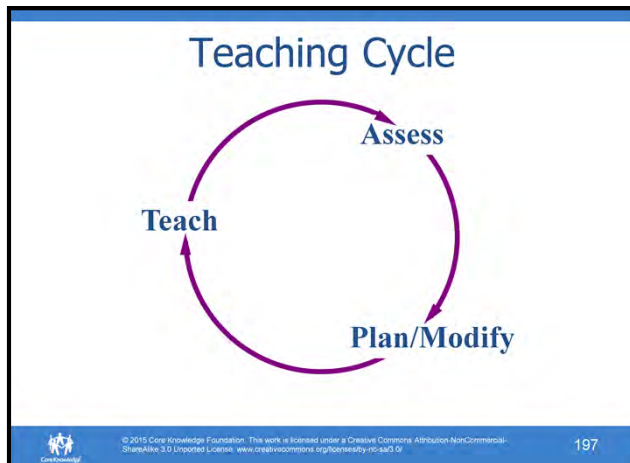 Teaching Cycle
Assess
Teach
Plan/Modify
CoreKnowledge
© 2015 Core Knowledge Foundation. This work is licensed under a Creative Commons Attribution-NonCommercial-
ShareAlike 3.0 Unported License. www.creativecommons.org/licenses/by-nc-sa/3.0/
197